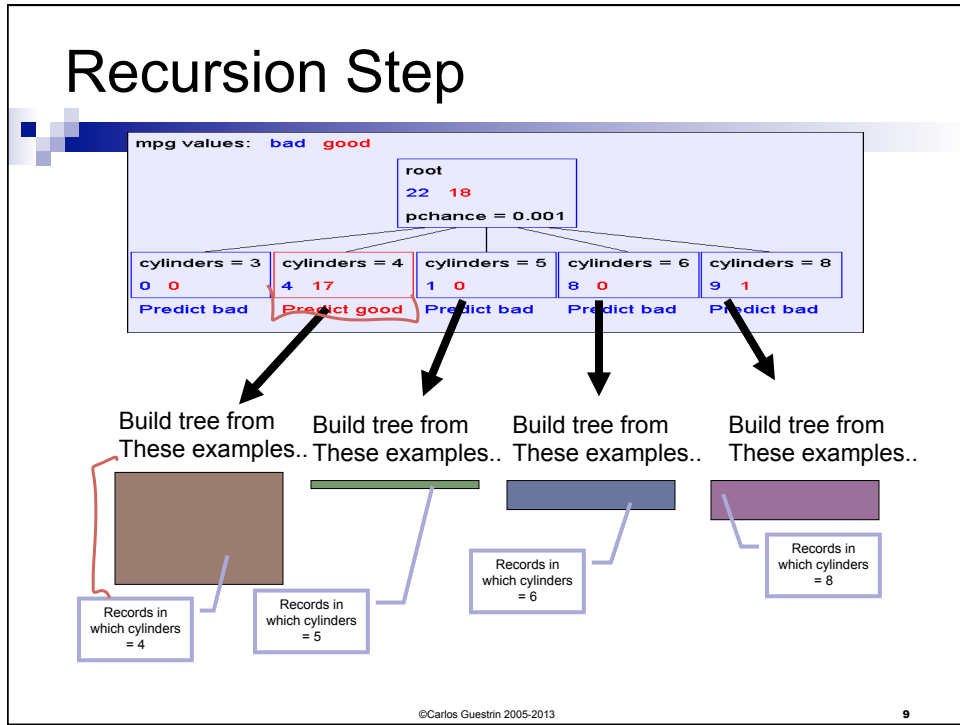 Recursion Step
mpg values: bad good
root
22 18
pchance = 0.001
cylinders = 3 cylinders = 4 cylinders = 5 cylinders = 6 cylinders = 8
0 0 4 17 1 0 8 0 9 1
Predict bad Predict good Predict bad Predict bad Predict bad
Build tree from
These examples..
Build tree from
These examples..
Build tree from
These examples..
Build tree from
These examples..
Records in
which cylinders
= 4
Records in
which cylinders
= 5
Records in
which cylinders
= 6
Records in
which cylinders
= 8
©Carlos Guestrin 2005-2013
9